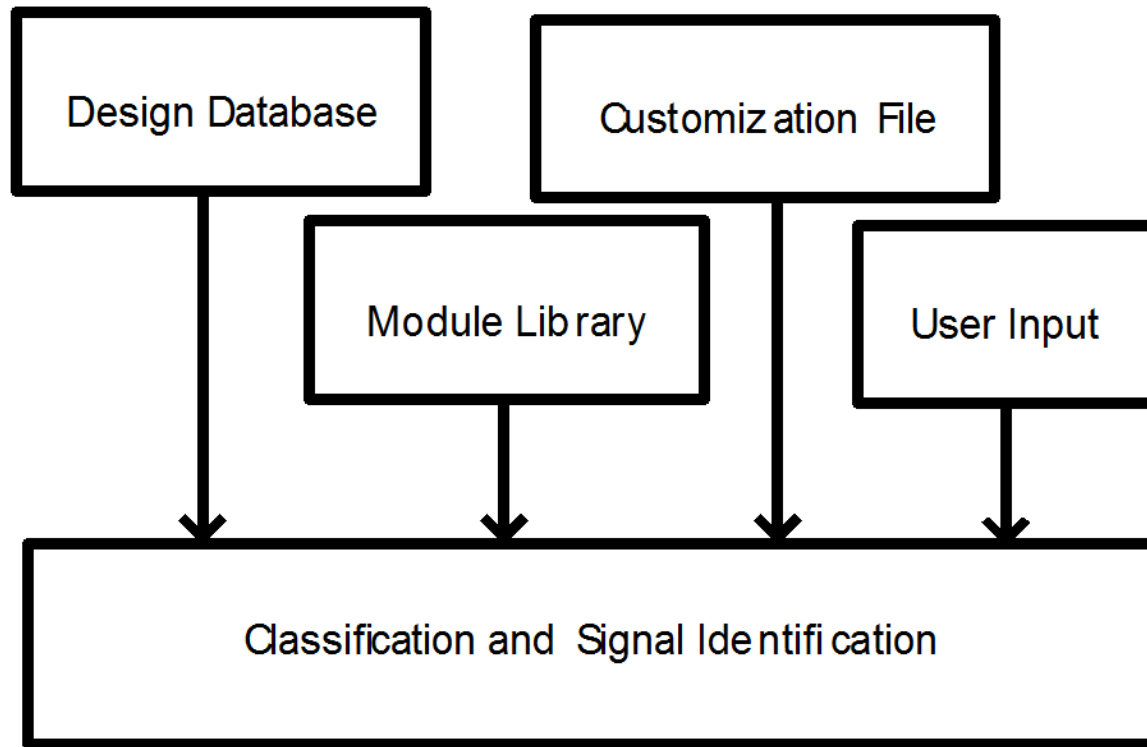 Design Database
Customization File
Module Library
User Input
Classification and Signal Identification